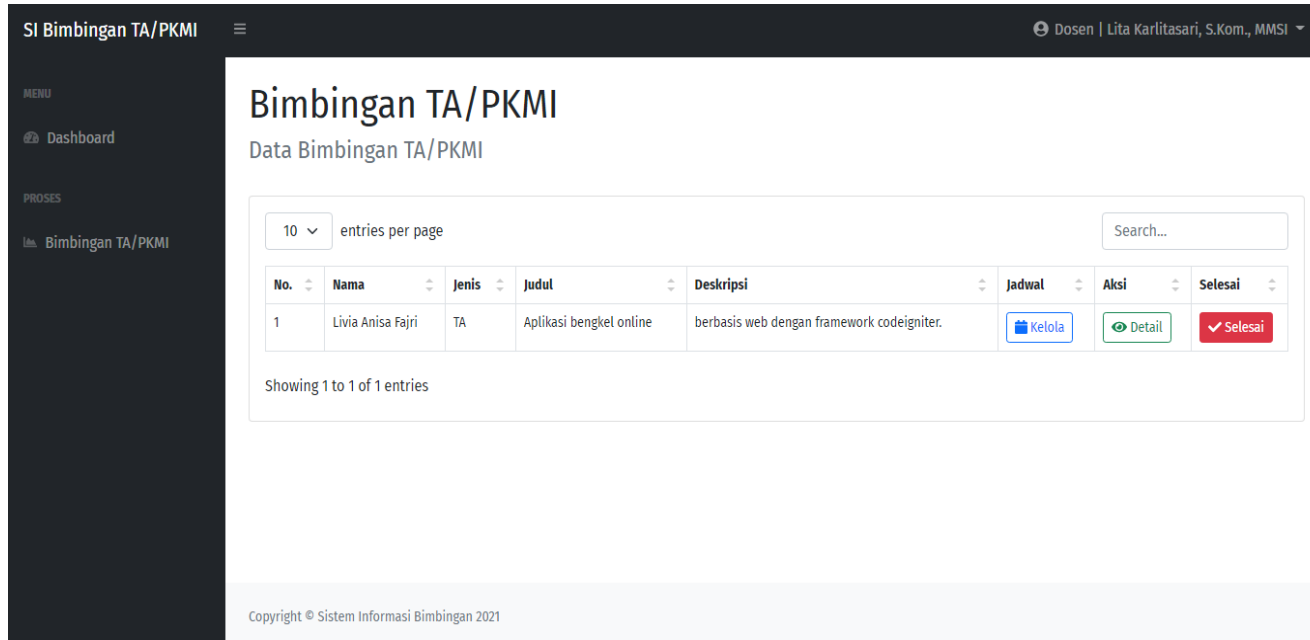 SI Bimbingan TA/PKMI
Dosen | Lita Karlitasari, S.Kom., MMSI
MENU
Dashboard
PROSES
Bimbingan TA/PKMI
Bimbingan TA/PKMI
Data Bimbingan TA/PKMI
10 entries per page
Search...
No. Nama Jenis Judul Deskripsi Jadwal Aksi Selesai
1 Livia Anisa Fajri TA Aplikasi bengkel online berbasis web dengan framework codeigniter. Kelola Detail Selesai
Showing 1 to 1 of 1 entries
Copyright © Sistem Informasi Bimbingan 2021